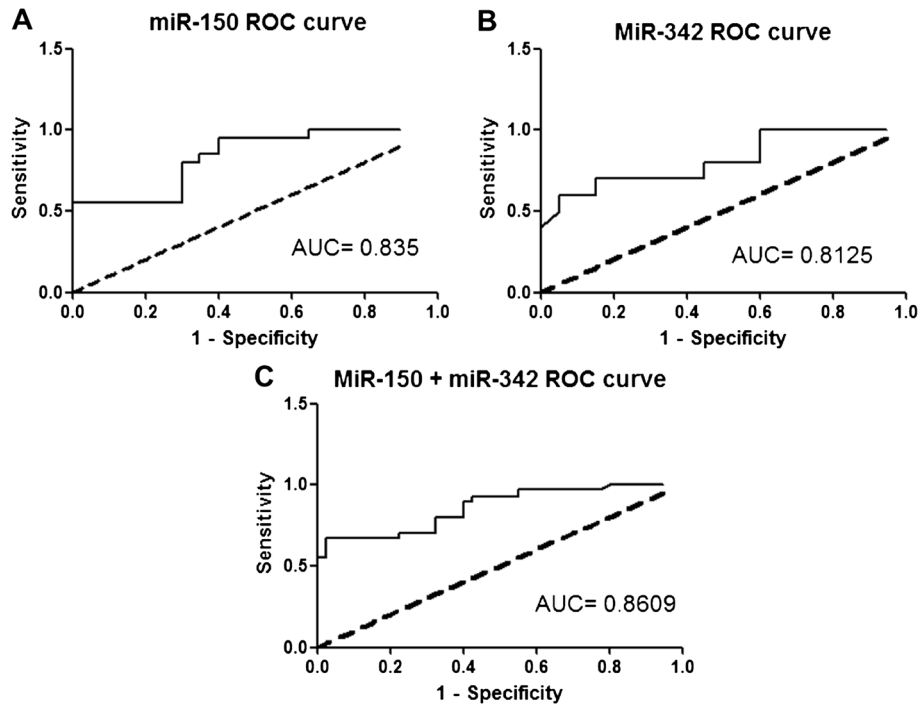 A
miR-150 ROC curve
1.5
1.0
0.5
0.0
Sensitivity
AUC= 0.835
0.0 0.2 0.4 0.6 0.8 1.0
1 - Specificity
B
MiR-342 ROC curve
1.5
1.0
0.5
0.0
Sensitivity
AUC= 0.8125
0.0 0.2 0.4 0.6 0.8 1.0
1 - Specificity
C
MiR-150 + miR-342 ROC curve
1.5
1.0
0.5
0.0
Sensitivity
AUC= 0.8609
0.0 0.2 0.4 0.6 0.8 1.0
1 - Specificity